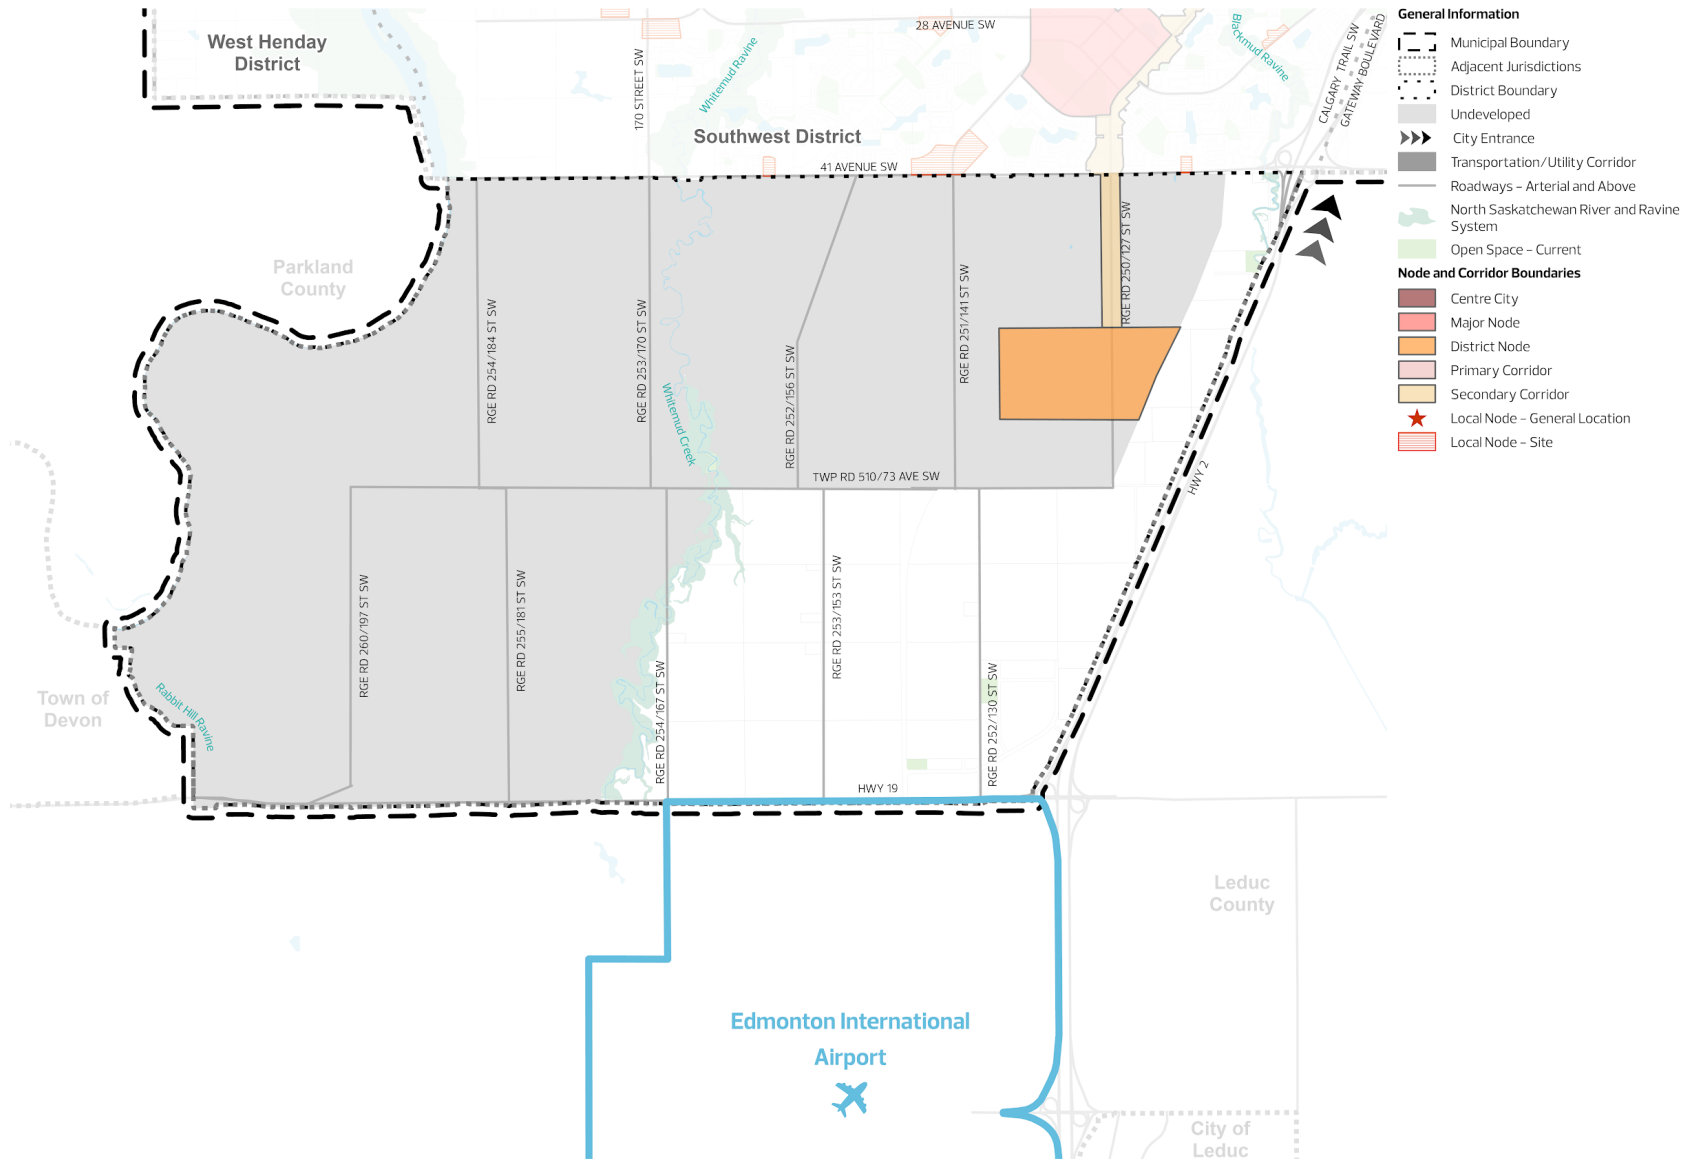 West Henday
District
28 AVENUE SW
170 STREET SW
Whitemud Ravine
Blackmud Ravine
CALGARY TRAIL SW
GATEWAY BOULEVARD
Southwest District
41 AVENUE SW
Parkland
County
RGE RD 254/184 ST SW
RGE RD 253/170 ST SW
Whitemud Creek
RGE RD 252/156 ST SW
RGE RD 251/141 ST SW
RGE RD 250/127 ST SW
TWP RD 510/73 AVE SW
HWY 2
RGE RD 260/197 ST SW
RGE RD 255/181 ST SW
RGE RD 254/167 ST SW
RGE RD 253/153 ST SW
RGE RD 252/130 ST SW
Town of
Devon
Rabbit Hill Ravine
HWY 19
Leduc
County
Edmonton International
Airport
City of
Leduc
General Information
Municipal Boundary
Adjacent Jurisdictions
District Boundary
Undeveloped
City Entrance
Transportation/Utility Corridor
Roadways – Arterial and Above
North Saskatchewan River and Ravine
System
Open Space – Current
Node and Corridor Boundaries
Centre City
Major Node
District Node
Primary Corridor
Secondary Corridor
Local Node – General Location
Local Node – Site